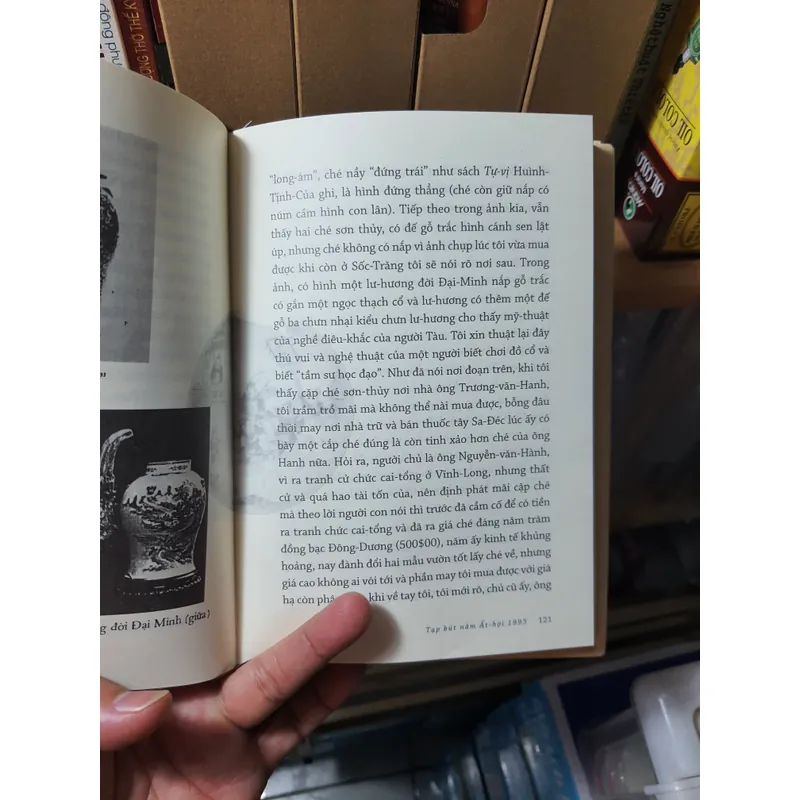 "long-ám", ché nầy "đứng trái" như sách Tự-vị Huình-
Tịnh-Của ghi, là hình đứng thẳng (ché còn giữ nắp có
núm cầm hình con lân). Tiếp theo trong ảnh kia, vẫn
thấy hai ché sơn thủy, có đế gỗ trắc hình cánh sen lật
úp, nhưng ché không có nắp vì ảnh chụp lúc tôi vừa mua
được khi còn ở Sốc-Trăng tôi sẽ nói rõ nơi sau. Trong
ảnh, có hình một lư-hương đời Đại-Minh nắp gỗ trắc
có gắn một ngọc thạch cổ và lư-hương có thêm một đế
gỗ ba chưn nhại kiểu chưn lư-hương cho thấy mỹ-thuật
của nghề điêu-khắc của người Tàu. Tôi xin thuật lại đây
thú vui và nghệ thuật của một người biết chơi đồ cổ và
biết "tầm sư học đạo". Như đã nói nơi đoạn trên, khi tôi
thấy cặp ché sơn-thủy nơi nhà ông Trương-văn-Hanh,
tôi trầm trồ mãi mà không thể nài mua được, bỗng đâu
thời may nơi nhà trữ và bán thuốc tây Sa-Đéc lúc ấy có
bày một cắp ché đúng là còn tinh xảo hơn ché của ông
Hanh nữa. Hỏi ra, người chủ là ông Nguyễn-văn-Hành,
vì ra tranh cử chức cai-tổng ở Vĩnh-Long, nhưng thất
cử và quá hao tài tốn của, nên định phát mãi cặp ché
mà theo lời người con nói thì trước đã cầm cố để có tiền
ra tranh chức cai-tổng và đã ra giá ché đáng năm trăm
đồng bạc Đông-Dương (500$00), năm ấy kinh tế khủng
hoảng, nay đành đổi hai mẫu vườn tốt lấy ché về, nhưng
giá cao không ai vói tới và phần may tôi mua được với giá
hạ còn khi về tay tôi, tôi mới rõ, chủ cũ ấy, ông
Tạp bút năm Ất-hợi 1995 121
g đời Đại Minh (giữa)
OIL COLO
OIL COLO